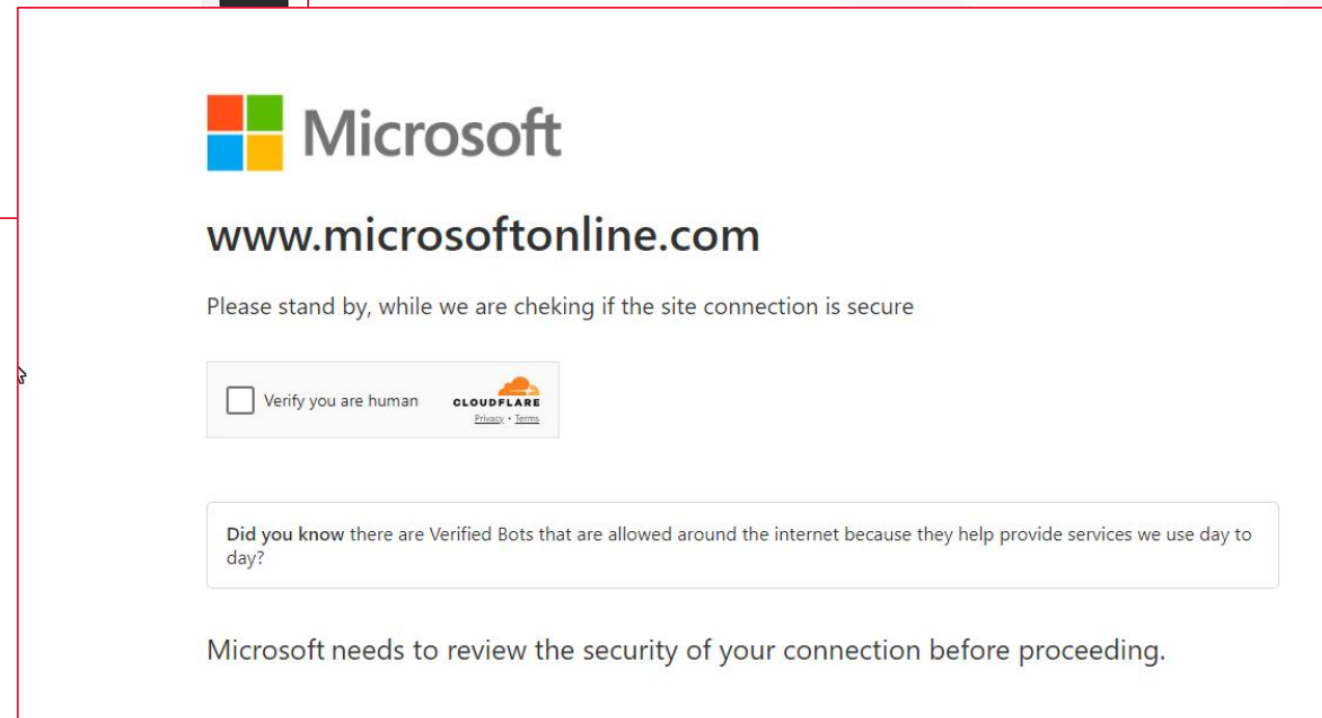 Microsoft
www.microsoftonline.com
Please stand by, while we are cheking if the site connection is secure
Verify you are human
CLOUDFLARE
Privacy • Terms
Did you know there are Verified Bots that are allowed around the internet because they help provide services we use day to
day?
Microsoft needs to review the security of your connection before proceeding.